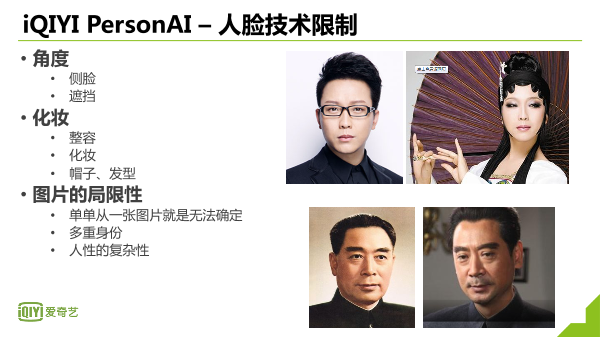 iQIYI PersonAI – 人脸技术限制
• 角度
• 侧脸
• 遮挡
• 化妆
• 整容
• 化妆
• 帽子、发型
• 图片的局限性
• 单单从一张图片就是无法确定
• 多重身份
• 人性的复杂性
iQIYI 爱奇艺